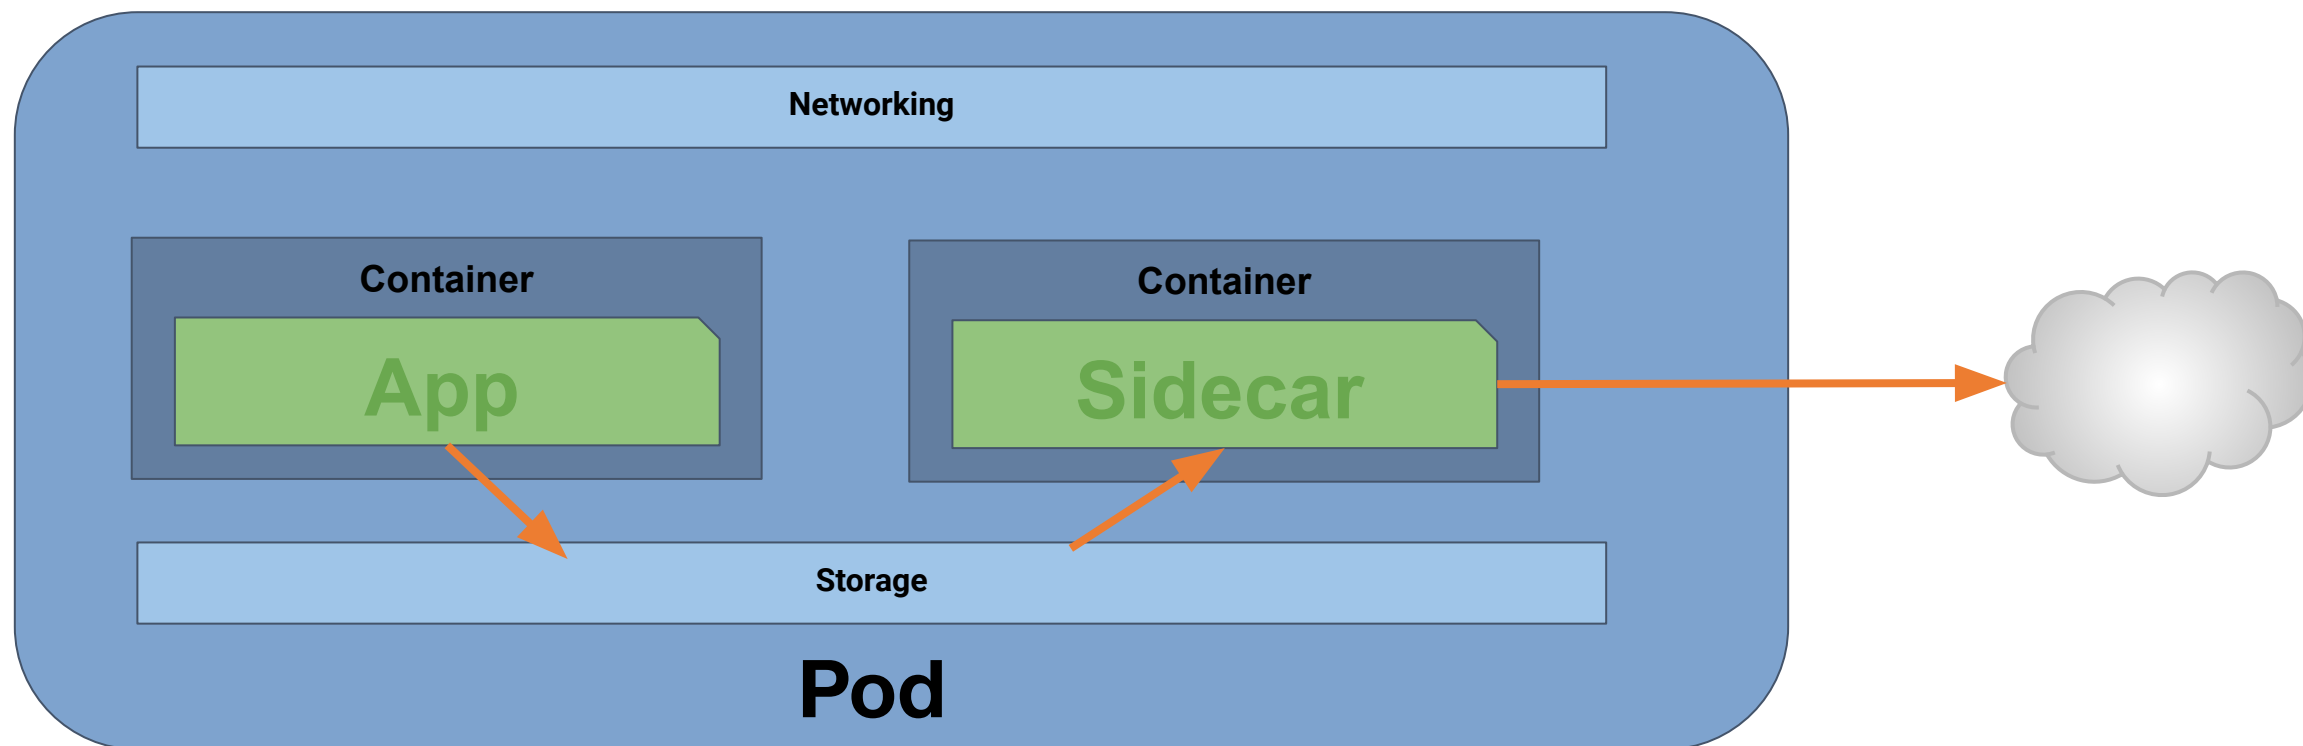 Networking
Container
App
Container
Sidecar
Storage
Pod